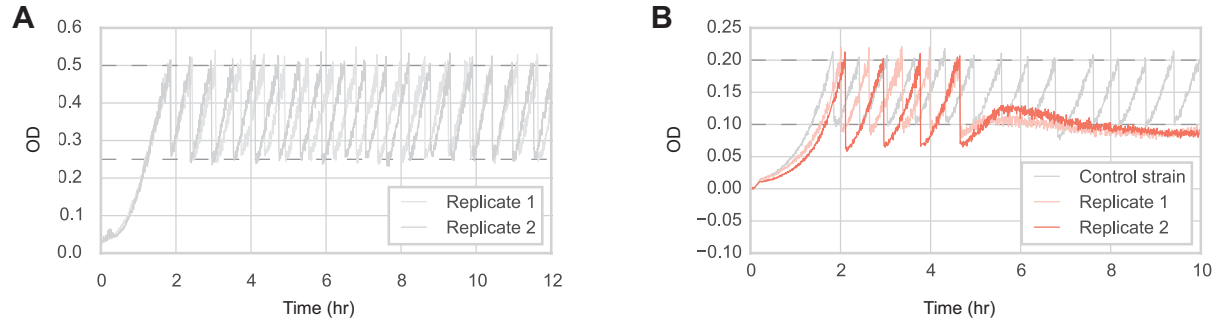 A
0.6
0.5
0.4
0.3
0.2
0.1
0.0
OD
0 2 4 6 8 10 12
Time (hr)
Replicate 1
Replicate 2
B
0.25
0.20
0.15
0.10
0.05
0.00
−0.05
−0.10
OD
0 2 4 6 8 10
Time (hr)
Control strain
Replicate 1
Replicate 2